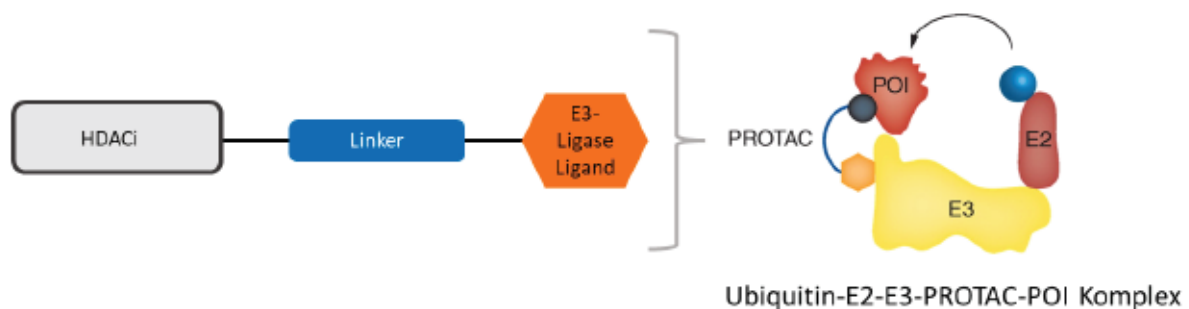 HDACi
Linker
E3-
Ligase
Ligand
PROTAC
POI
E2
E3
Ubiquitin-E2-E3-PROTAC-POI Komplex